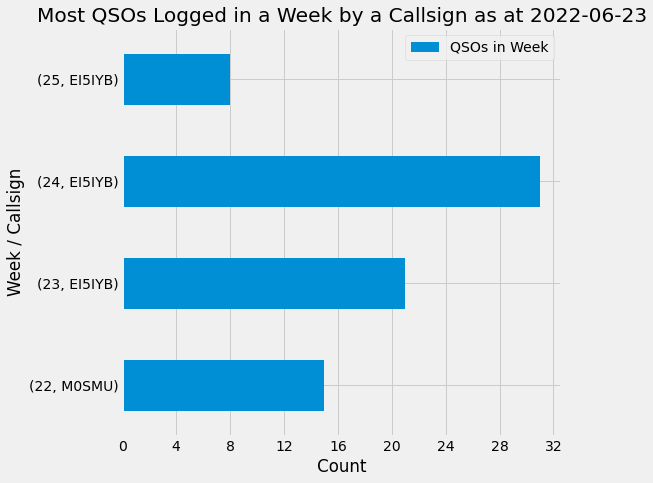 Most QSOs Logged in a Week by a Callsign as at 2022-06-23
QSOs in Week
(25, EI5IYB)
(24, EI5IYB)
(23, EI5IYB)
(22, M0SMU)
Week / Callsign
0 4 8 12 16 20 24 28 32
Count